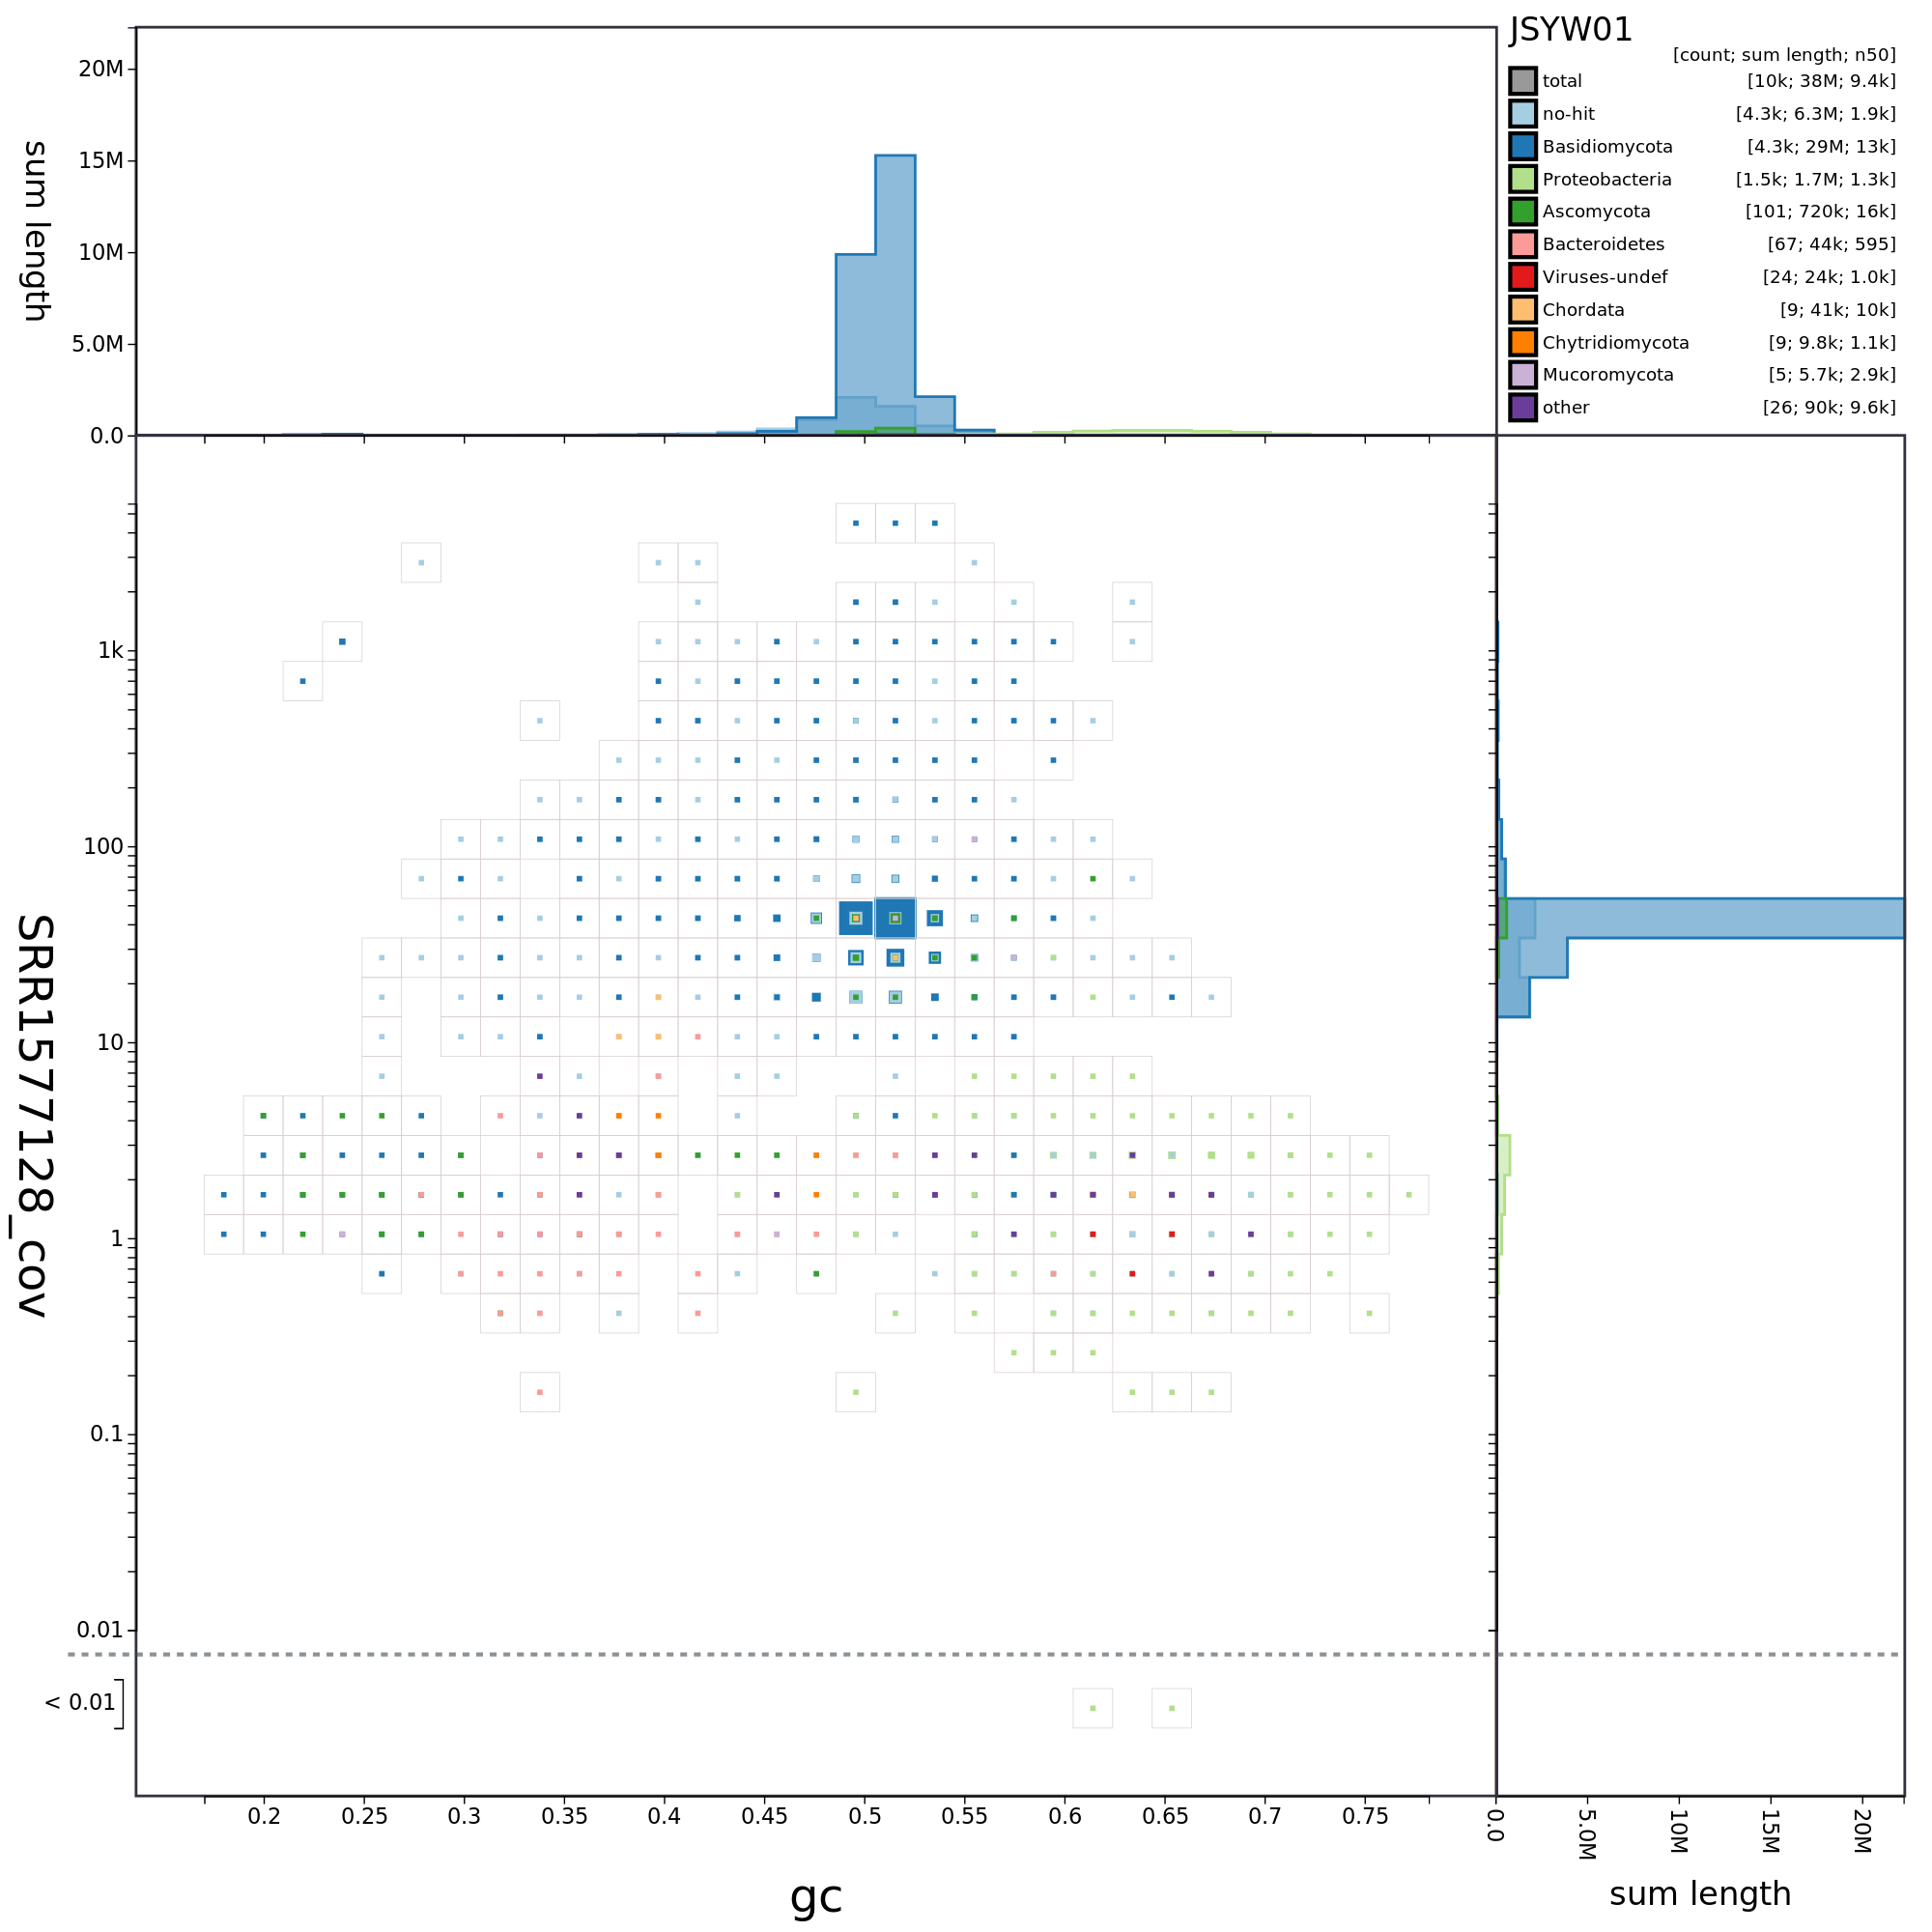 JSYW01
[count; sum length; n50]
total [10k; 38M; 9.4k]
no-hit [4.3k; 6.3M; 1.9k]
Basidiomycota [4.3k; 29M; 13k]
Proteobacteria [1.5k; 1.7M; 1.3k]
Ascomycota [101; 720k; 16k]
Bacteroidetes [67; 44k; 595]
Viruses-undef [24; 24k; 1.0k]
Chordata [9; 41k; 10k]
Chytridiomycota [9; 9.8k; 1.1k]
Mucoromycota [5; 5.7k; 2.9k]
other [26; 90k; 9.6k]
sum length
20M
15M
10M
5.0M
0.0
SRR1577128_cov
1k
100
10
1
0.1
0.01
< 0.01
0.2 0.25 0.3 0.35 0.4 0.45 0.5 0.55 0.6 0.65 0.7 0.75
gc
0.0 5.0M 10M 15M 20M
sum length